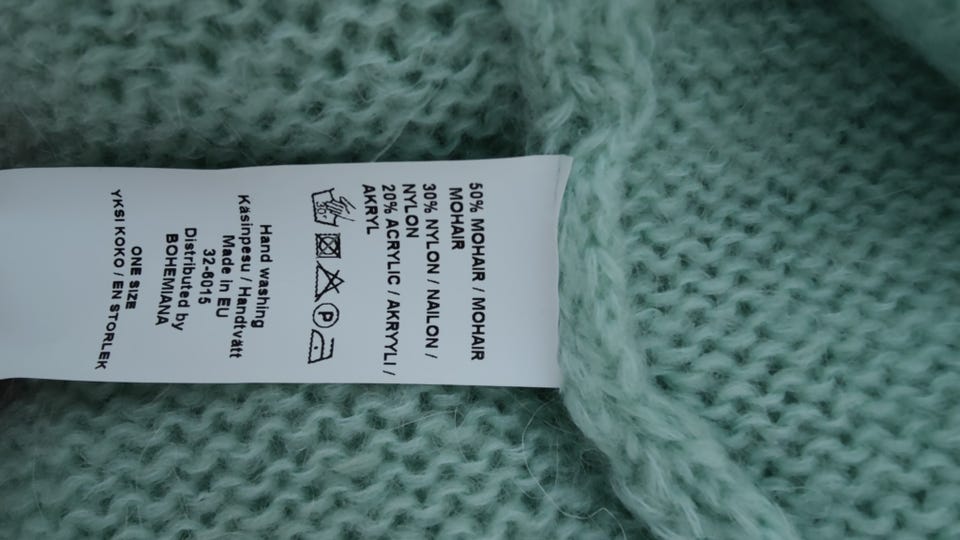 50% MOHAIR / MOHAIR
MOHAIR
30% NYLON / NAILON /
NYLON
20% ACRYLIC / AKRYYLI /
AKRYL
30°
P
Hand washing
Käsinpesu / Handtvätt
Made in EU
32-6015
Distributed by
BOHEMIANA
ONE SIZE
YKSI KOKO / EN STORLEK